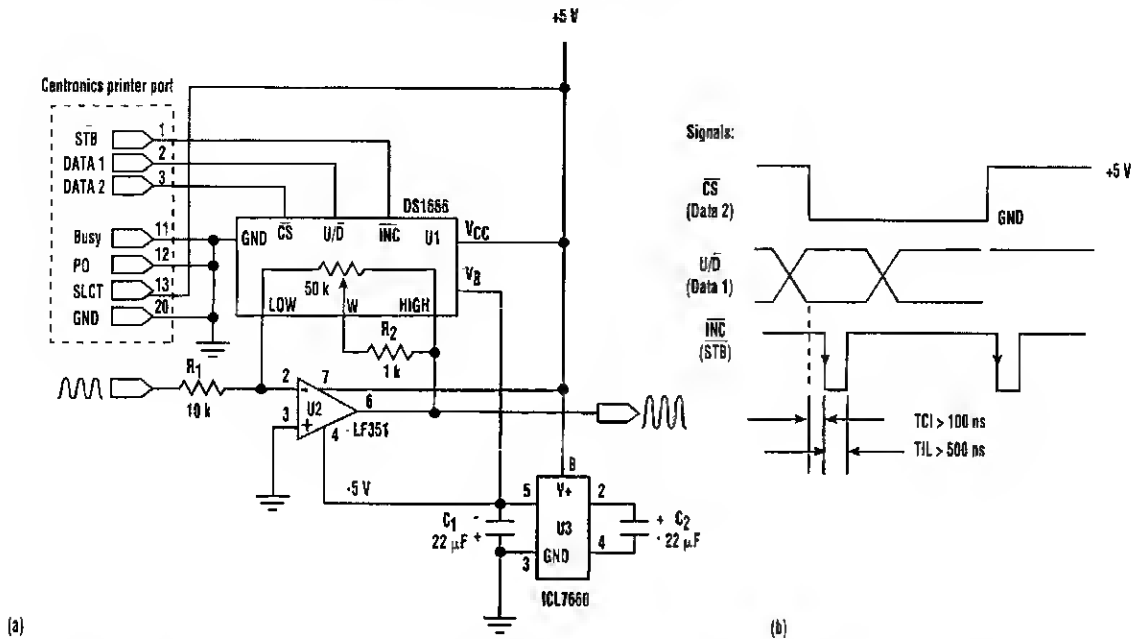 +5 V
Centronics printer port
STB 1
DATA 1 2
DATA 2 3
Busy 11
PO 12
SLCT 13
GND 20
DS1666
GND CS U/D INC U1
VCC
VB
50 k
LOW W HIGH
R2
1 k
R1
10 k
2 - 7
U2 6
3 + 4
LF351
-5 V
C1 - +
22 µF
8
5 V+ 2
U3
3 GND 4
+ C2
22 µF
ICL7660
(a)
Signals:
CS
(Data 2)
+5 V
GND
U/D
(Data 1)
INC
(STB)
TCI > 100 ns
TIL > 500 ns
(b)